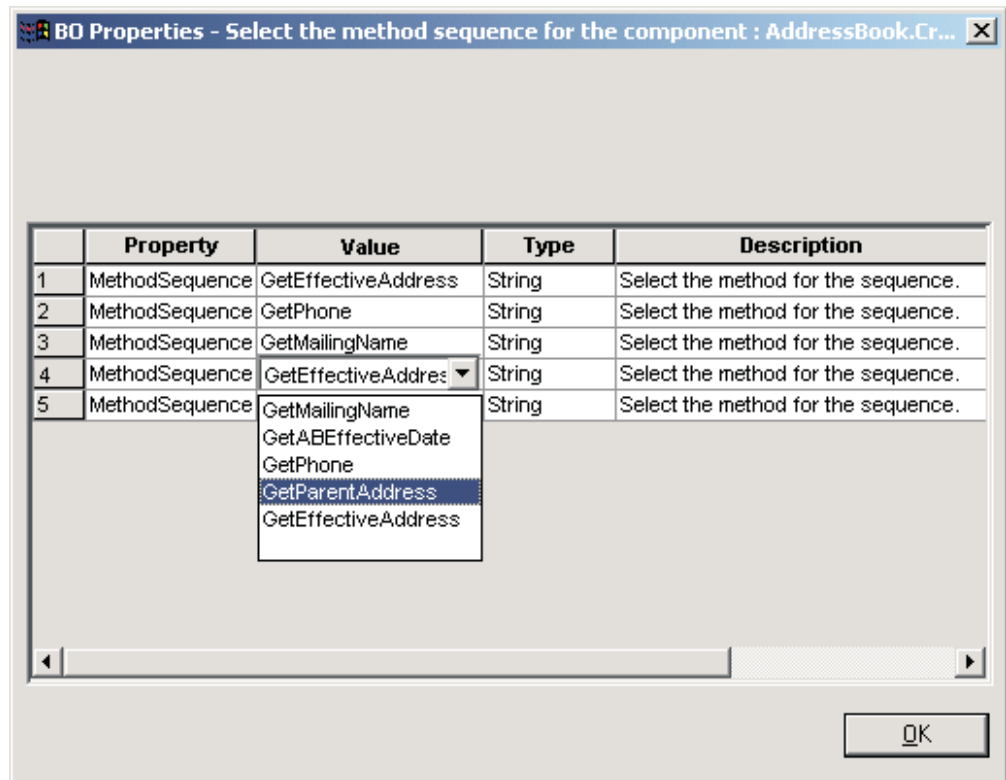 BO Properties - Select the method sequence for the component : AddressBook.Cr...
Property Value Type Description
1 MethodSequence GetEffectiveAddress String Select the method for the sequence.
2 MethodSequence GetPhone String Select the method for the sequence.
3 MethodSequence GetMailingName String Select the method for the sequence.
4 MethodSequence GetEffectiveAddres String Select the method for the sequence.
5 MethodSequence String Select the method for the sequence.
GetMailingName
GetABEffectiveDate
GetPhone
GetParentAddress
GetEffectiveAddress
OK